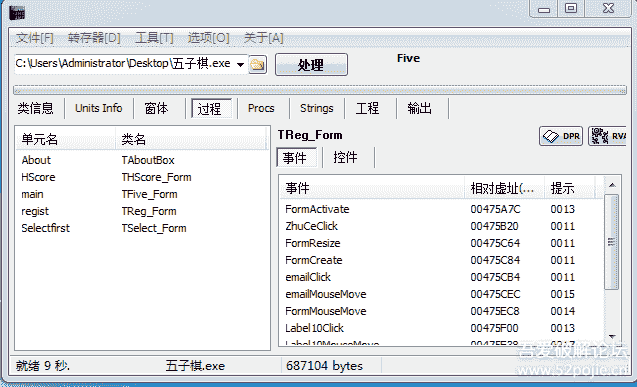 文件[F] 转存器[D] 工具[T] 选项[O] 关于[A]
C:\Users\Administrator\Desktop\五子棋.exe 处理 Five
类信息 Units Info 窗体 过程 Procs Strings 工程 输出
单元名 类名
About TAboutBox
HScore THScore_Form
main TFive_Form
regist TReg_Form
Selectfirst TSelect_Form
TReg_Form DPR RVA
事件 控件
事件 相对虚址(... 提示
FormActivate 00475A7C 0013
ZhuCeClick 00475B20 0011
FormResize 00475C64 0011
FormCreate 00475C84 0011
emailClick 00475CB4 0011
emailMouseMove 00475CEC 0015
FormMouseMove 00475EC8 0014
Label10Click 00475F00 0013
Label10MouseMove 00475F38 0017
就绪 9 秒. 五子棋.exe 687104 bytes
吾爱破解论坛
www.52pojie.cn